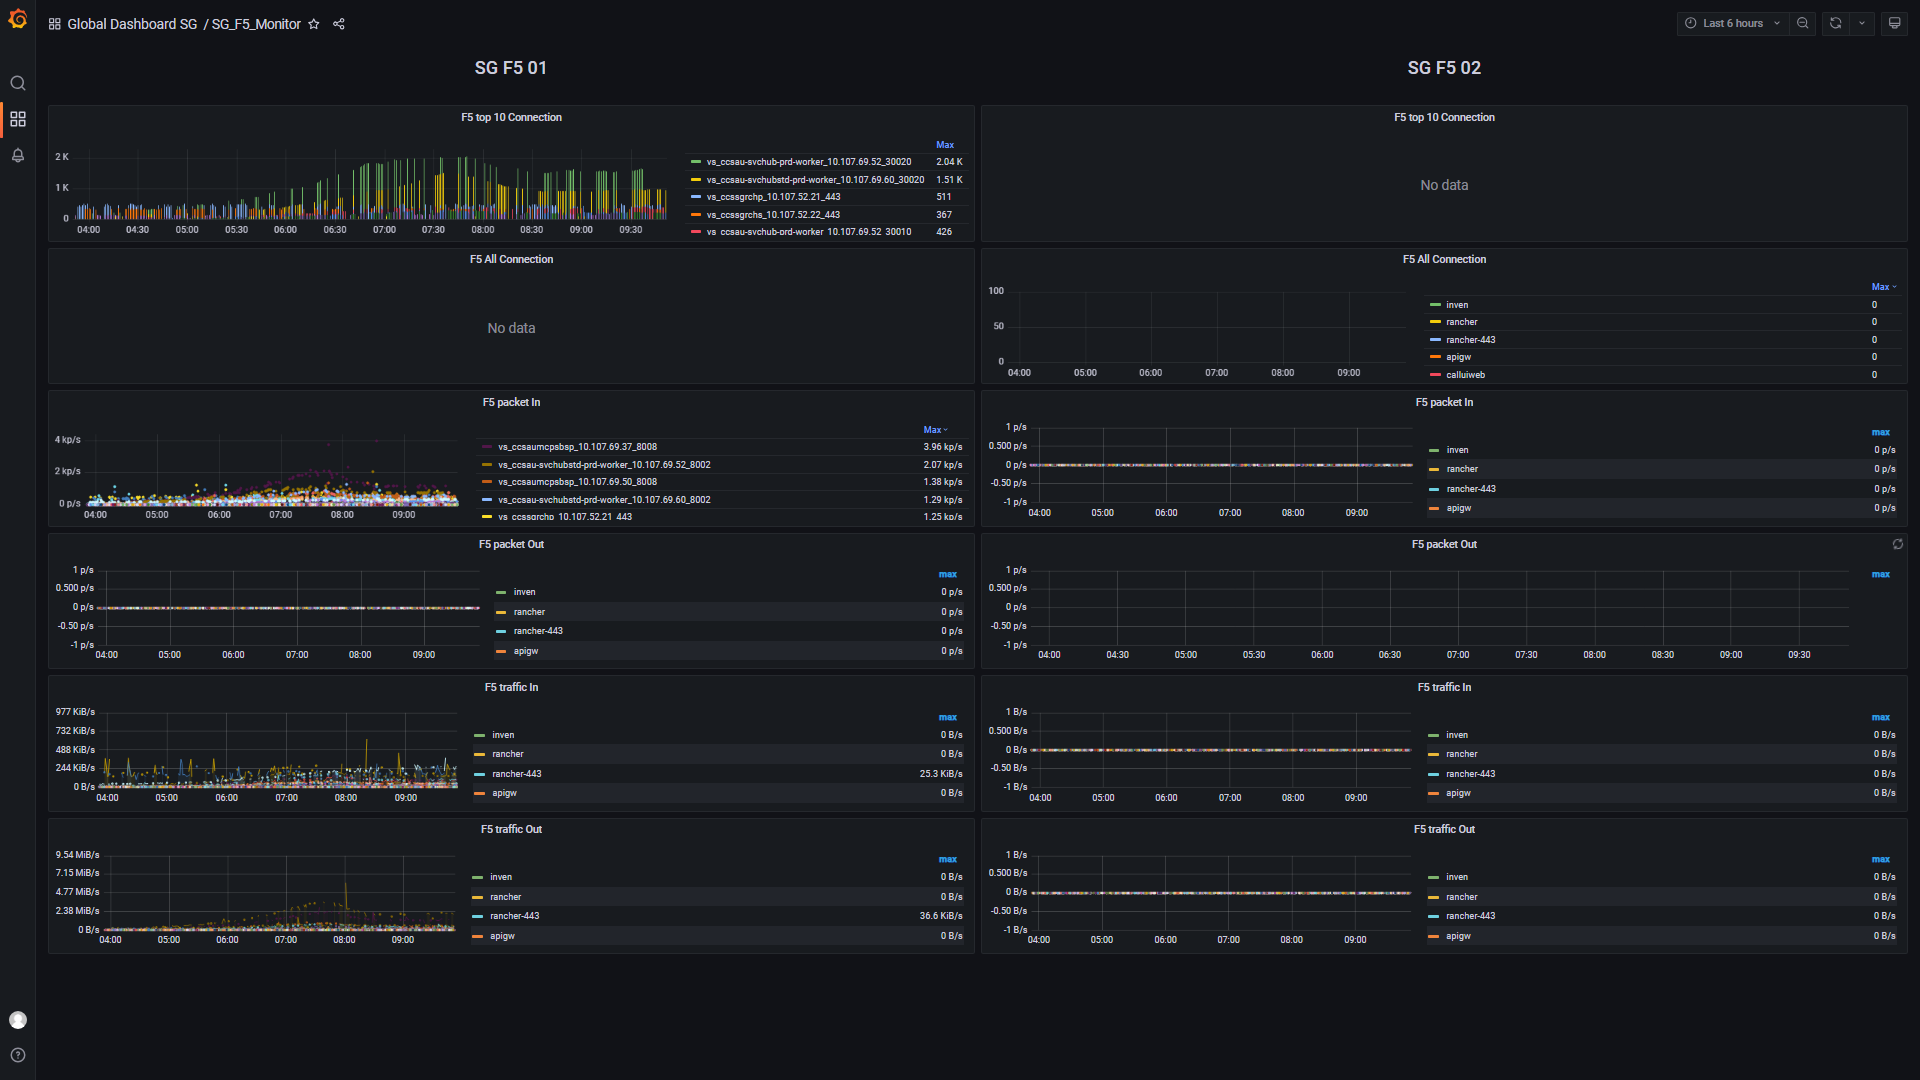 Global Dashboard SG / SG_F5_Monitor
Last 6 hours
SG F5 01
SG F5 02
F5 top 10 Connection
2 K
1 K
0
04:00 04:30 05:00 05:30 06:00 06:30 07:00 07:30 08:00 08:30 09:00 09:30
Max
vs_ccsau-svchub-prd-worker_10.107.69.52_30020 2.04 K
vs_ccsau-svchubstd-prd-worker_10.107.69.60_30020 1.51 K
vs_ccssgrchp_10.107.52.21_443 511
vs_ccssgrchs_10.107.52.22_443 367
vs_ccsau-svchub-prd-worker_10.107.69.52_30010 426
F5 top 10 Connection
No data
F5 All Connection
No data
F5 All Connection
100
50
0
04:00 05:00 06:00 07:00 08:00 09:00
Max
inven 0
rancher 0
rancher-443 0
apigw 0
calluiweb 0
F5 packet In
4 kp/s
2 kp/s
0 p/s
04:00 05:00 06:00 07:00 08:00 09:00
Max
vs_ccsaumcpsbsp_10.107.69.37_8008 3.96 kp/s
vs_ccsau-svchubstd-prd-worker_10.107.69.52_8002 2.07 kp/s
vs_ccsaumcpsbsp_10.107.69.50_8008 1.38 kp/s
vs_ccsau-svchubstd-prd-worker_10.107.69.60_8002 1.29 kp/s
vs_ccssgrchp_10.107.52.21_443 1.25 kp/s
F5 packet In
1 p/s
0.500 p/s
0 p/s
-0.50 p/s
-1 p/s
04:00 05:00 06:00 07:00 08:00 09:00
max
inven 0 p/s
rancher 0 p/s
rancher-443 0 p/s
apigw 0 p/s
F5 packet Out
1 p/s
0.500 p/s
0 p/s
-0.50 p/s
-1 p/s
04:00 05:00 06:00 07:00 08:00 09:00
max
inven 0 p/s
rancher 0 p/s
rancher-443 0 p/s
apigw 0 p/s
F5 packet Out
1 p/s
0.500 p/s
0 p/s
-0.50 p/s
-1 p/s
04:00 04:30 05:00 05:30 06:00 06:30 07:00 07:30 08:00 08:30 09:00 09:30
max
F5 traffic In
977 KiB/s
732 KiB/s
488 KiB/s
244 KiB/s
0 B/s
04:00 05:00 06:00 07:00 08:00 09:00
max
inven 0 B/s
rancher 0 B/s
rancher-443 25.3 KiB/s
apigw 0 B/s
F5 traffic In
1 B/s
0.500 B/s
0 B/s
-0.50 B/s
-1 B/s
04:00 05:00 06:00 07:00 08:00 09:00
max
inven 0 B/s
rancher 0 B/s
rancher-443 0 B/s
apigw 0 B/s
F5 traffic Out
9.54 MiB/s
7.15 MiB/s
4.77 MiB/s
2.38 MiB/s
0 B/s
04:00 05:00 06:00 07:00 08:00 09:00
max
inven 0 B/s
rancher 0 B/s
rancher-443 36.6 KiB/s
apigw 0 B/s
F5 traffic Out
1 B/s
0.500 B/s
0 B/s
-0.50 B/s
-1 B/s
04:00 05:00 06:00 07:00 08:00 09:00
max
inven 0 B/s
rancher 0 B/s
rancher-443 0 B/s
apigw 0 B/s